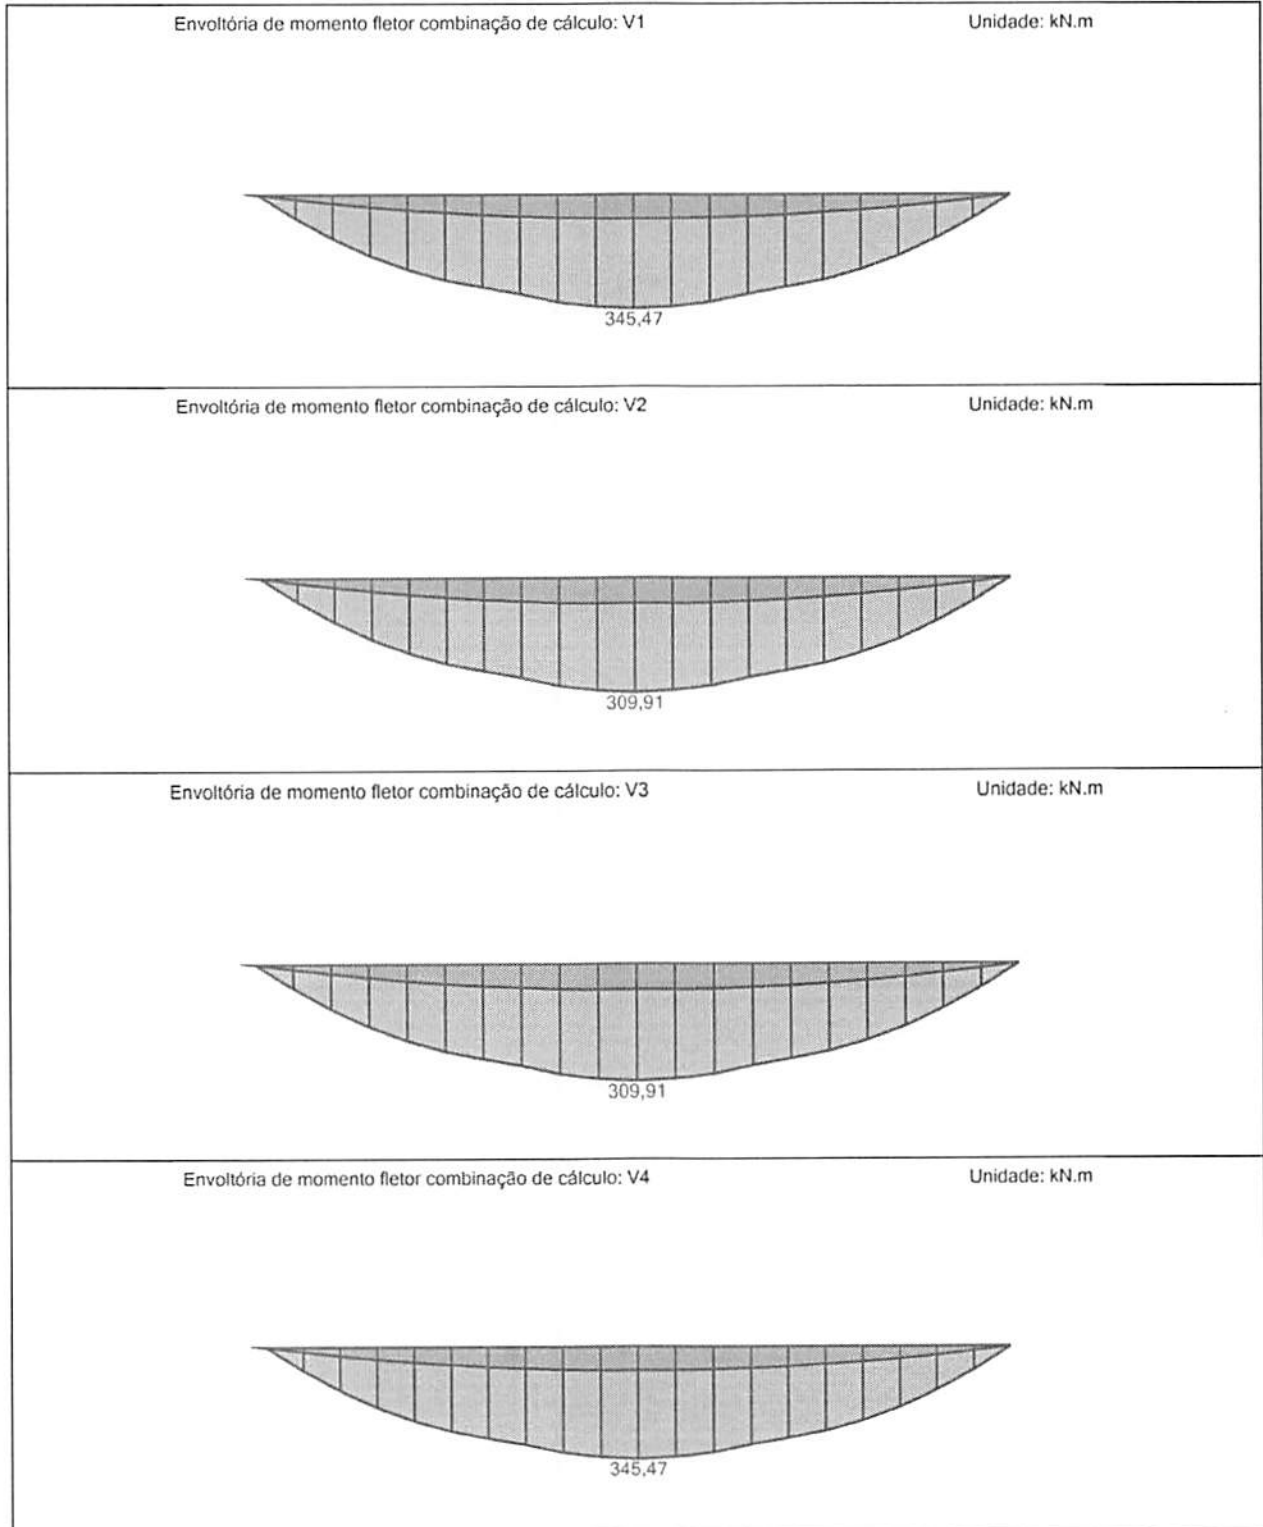 Envoltória de momento fletor combinação de cálculo: V1 Unidade: kN.m
345,47
Envoltória de momento fletor combinação de cálculo: V2 Unidade: kN.m
309,91
Envoltória de momento fletor combinação de cálculo: V3 Unidade: kN.m
309,91
Envoltória de momento fletor combinação de cálculo: V4 Unidade: kN.m
345,47